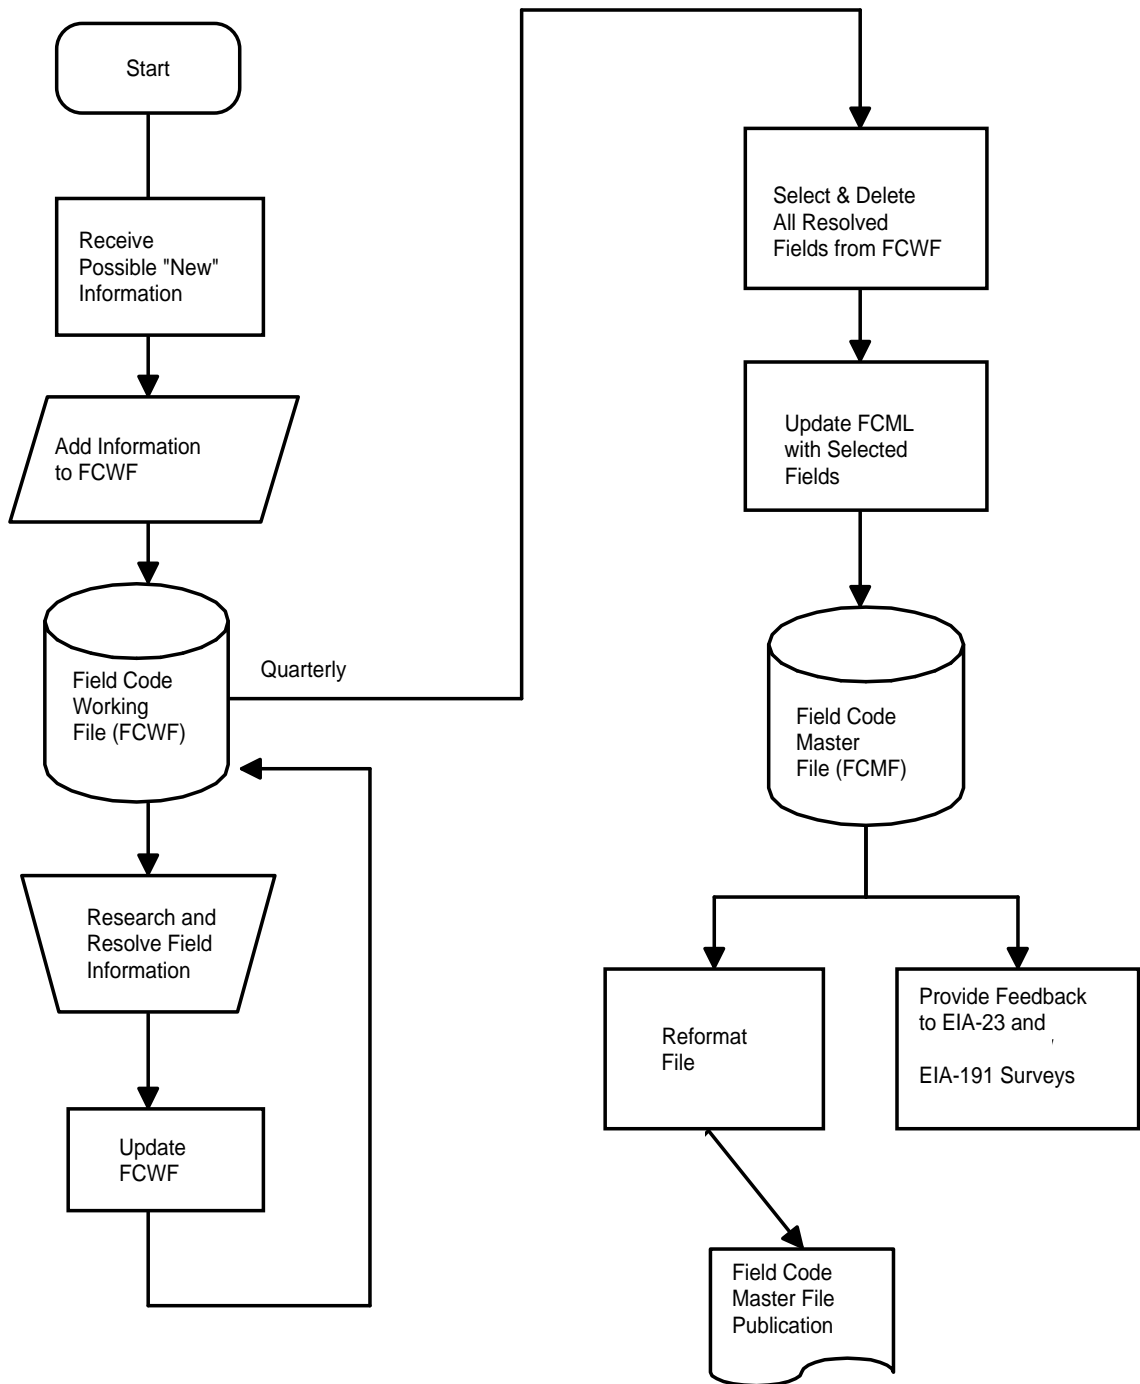 Start
Receive
Possible "New"
Information
Add Information
to FCWF
Field Code
Working
File (FCWF)
Quarterly
Research and
Resolve Field
Information
Update
FCWF
Select & Delete
All Resolved
Fields from FCWF
Update FCML
with Selected
Fields
Field Code
Master
File (FCMF)
Reformat
File
Provide Feedback
to EIA-23 and
EIA-191 Surveys
Field Code
Master File
Publication